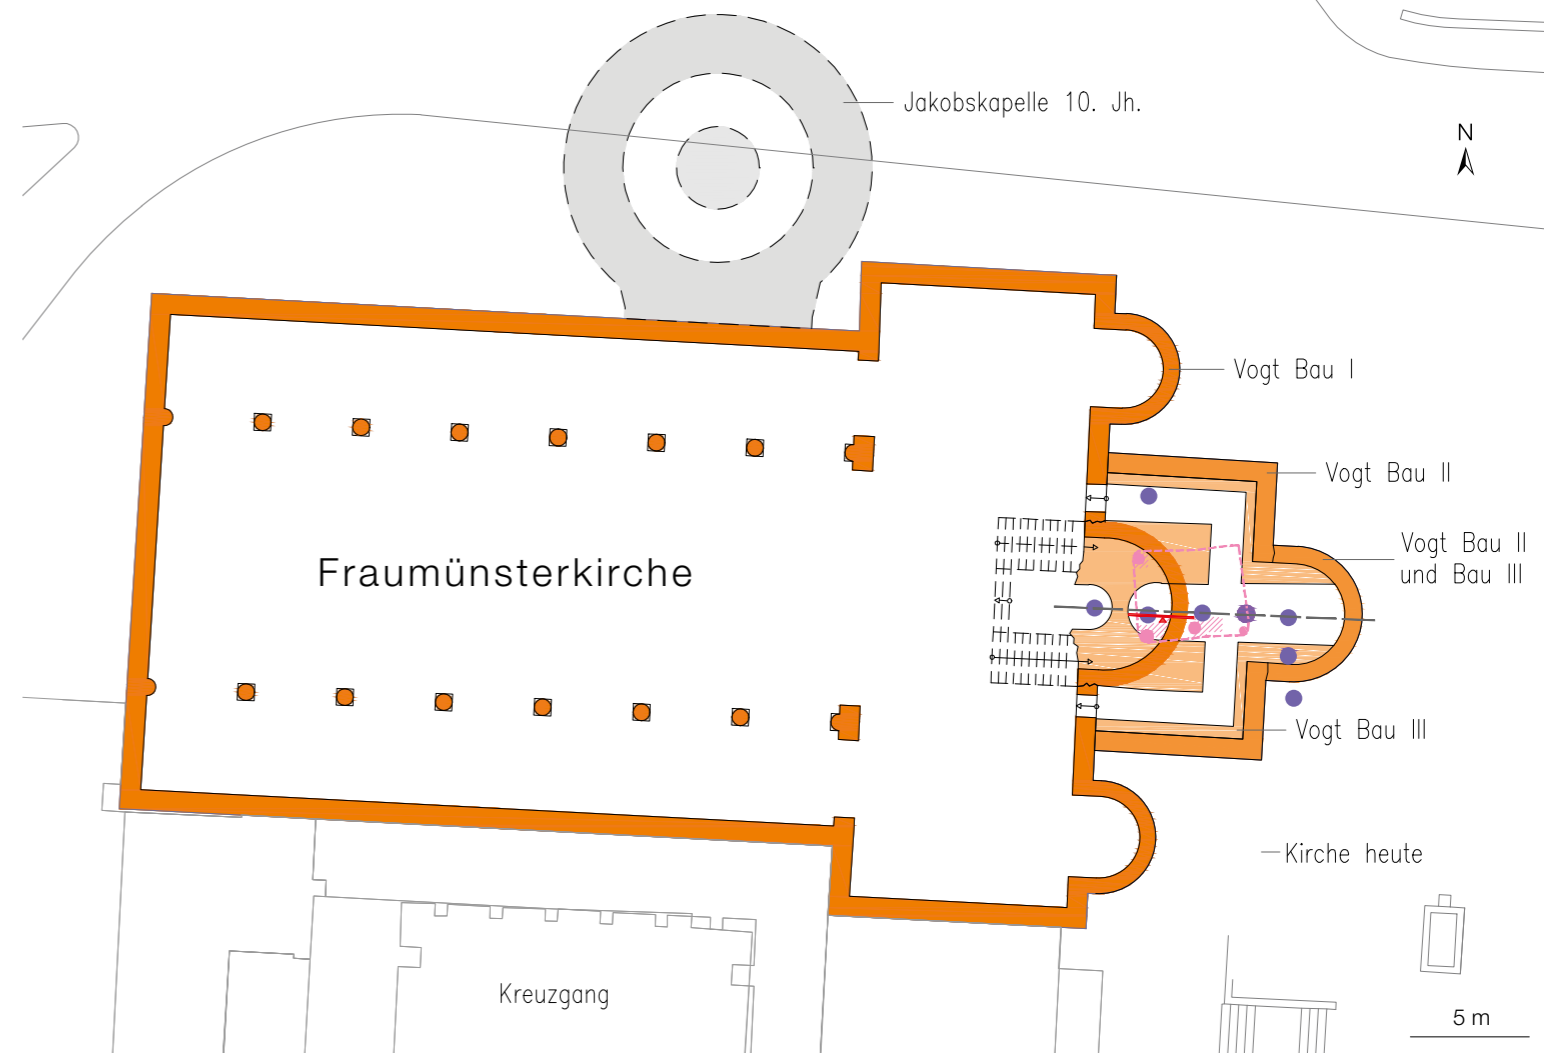 Jakobskapelle 10. Jh.
N
Vogt Bau I
Vogt Bau II
Vogt Bau II
und Bau III
Fraumünsterkirche
Vogt Bau III
Kirche heute
Kreuzgang
5 m